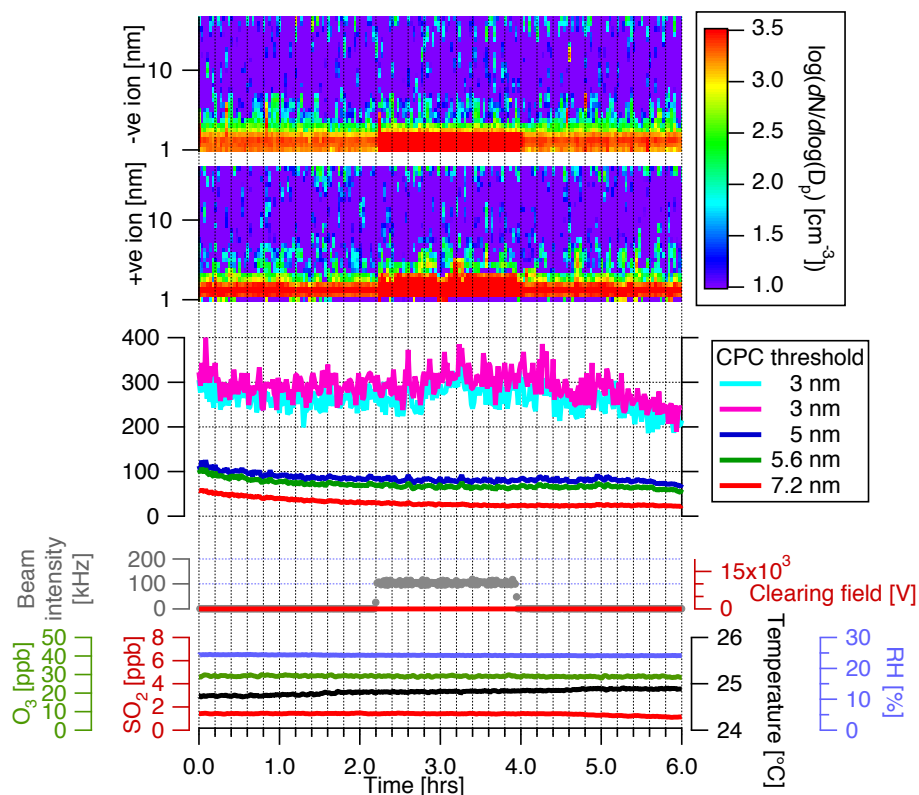 -ve ion [nm]
10
1
+ve ion [nm]
10
1
3.5
3.0
2.5
2.0
1.5
1.0
log(dN/dlog(Dp) [cm-3])
400
300
200
100
0
CPC threshold
3 nm
3 nm
5 nm
5.6 nm
7.2 nm
Beam
intensity
[kHz]
200
100
0
15x10³
0
Clearing field [V]
O3 [ppb]
50
40
30
20
10
0
SO2 [ppb]
8
6
4
2
0
26
25
24
Temperature [°C]
30
20
10
0
RH [%]
0.0
1.0
2.0
3.0
4.0
5.0
6.0
Time [hrs]